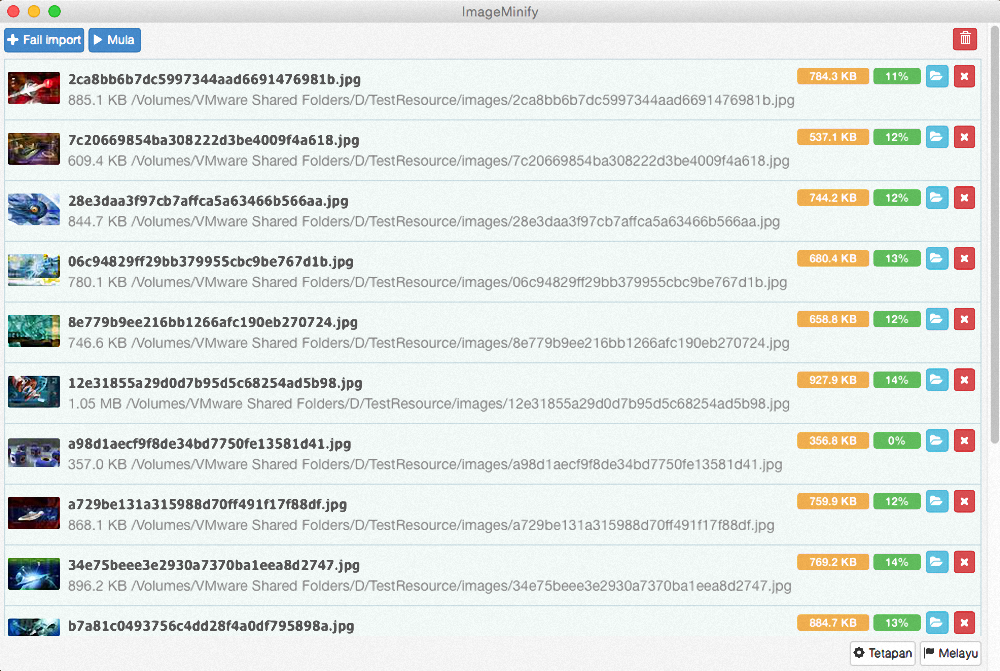 ImageMinify
Fail import Mula
2ca8bb6b7dc5997344aad6691476981b.jpg 784.3 KB 11%
885.1 KB /Volumes/VMware Shared Folders/D/TestResource/images/2ca8bb6b7dc5997344aad6691476981b.jpg
7c20669854ba308222d3be4009f4a618.jpg 537.1 KB 12%
609.4 KB /Volumes/VMware Shared Folders/D/TestResource/images/7c20669854ba308222d3be4009f4a618.jpg
28e3daa3f97cb7affca5a63466b566aa.jpg 744.2 KB 12%
844.7 KB /Volumes/VMware Shared Folders/D/TestResource/images/28e3daa3f97cb7affca5a63466b566aa.jpg
06c94829ff29bb379955cbc9be767d1b.jpg 680.4 KB 13%
780.1 KB /Volumes/VMware Shared Folders/D/TestResource/images/06c94829ff29bb379955cbc9be767d1b.jpg
8e779b9ee216bb1266afc190eb270724.jpg 658.8 KB 12%
746.6 KB /Volumes/VMware Shared Folders/D/TestResource/images/8e779b9ee216bb1266afc190eb270724.jpg
12e31855a29d0d7b95d5c68254ad5b98.jpg 927.9 KB 14%
1.05 MB /Volumes/VMware Shared Folders/D/TestResource/images/12e31855a29d0d7b95d5c68254ad5b98.jpg
a98d1aecf9f8de34bd7750fe13581d41.jpg 356.8 KB 0%
357.0 KB /Volumes/VMware Shared Folders/D/TestResource/images/a98d1aecf9f8de34bd7750fe13581d41.jpg
a729be131a315988d70ff491f17f88df.jpg 759.9 KB 12%
868.1 KB /Volumes/VMware Shared Folders/D/TestResource/images/a729be131a315988d70ff491f17f88df.jpg
34e75beee3e2930a7370ba1eea8d2747.jpg 769.2 KB 14%
896.2 KB /Volumes/VMware Shared Folders/D/TestResource/images/34e75beee3e2930a7370ba1eea8d2747.jpg
b7a81c0493756c4dd28f4a0df795898a.jpg 884.7 KB 13%
Tetapan Melayu